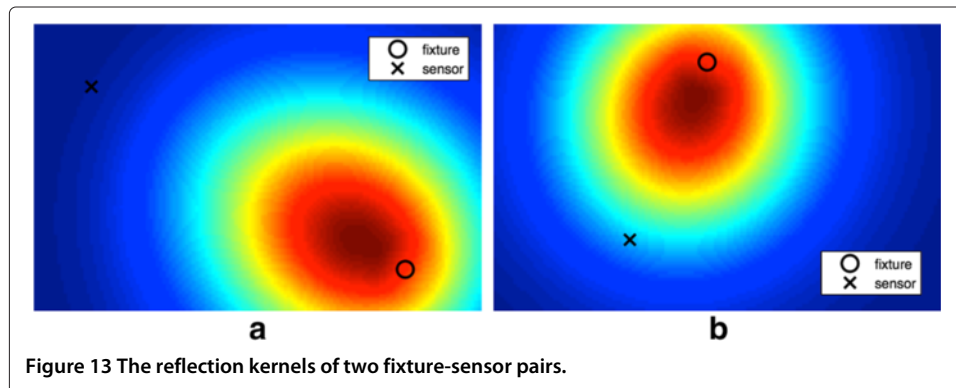 fixture
sensor
fixture
sensor
a
b
Figure 13 The reflection kernels of two fixture-sensor pairs.